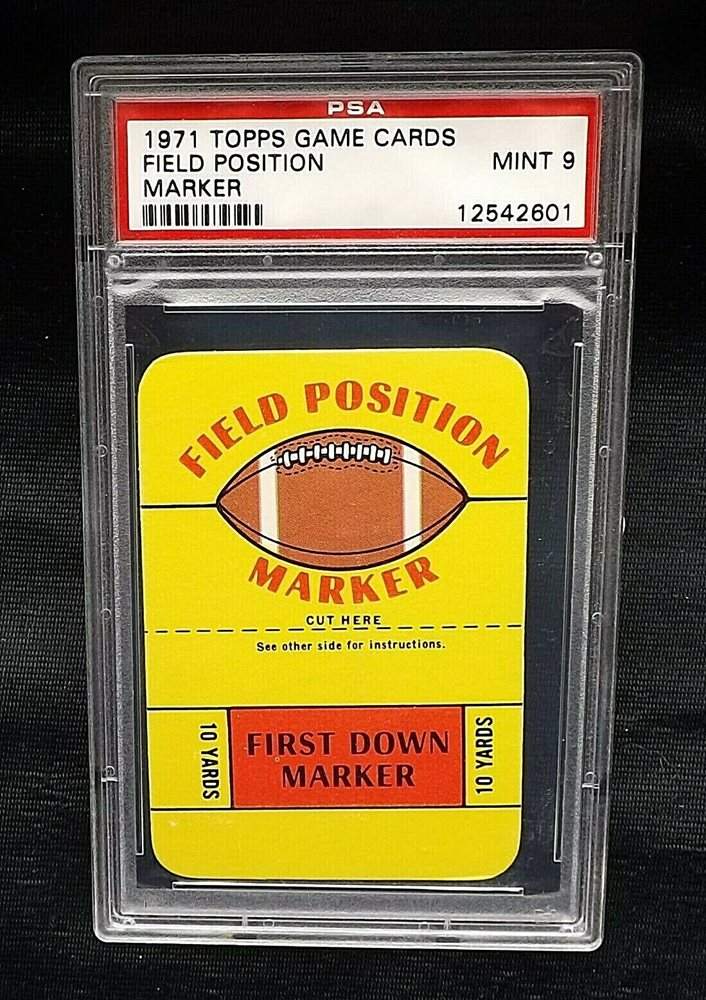 PSA
1971 TOPPS GAME CARDS
FIELD POSITION MINT 9
MARKER
12542601
FIELD POSITION
MARKER
CUT HERE
See other side for instructions.
10 YARDS
FIRST DOWN
MARKER
10 YARDS